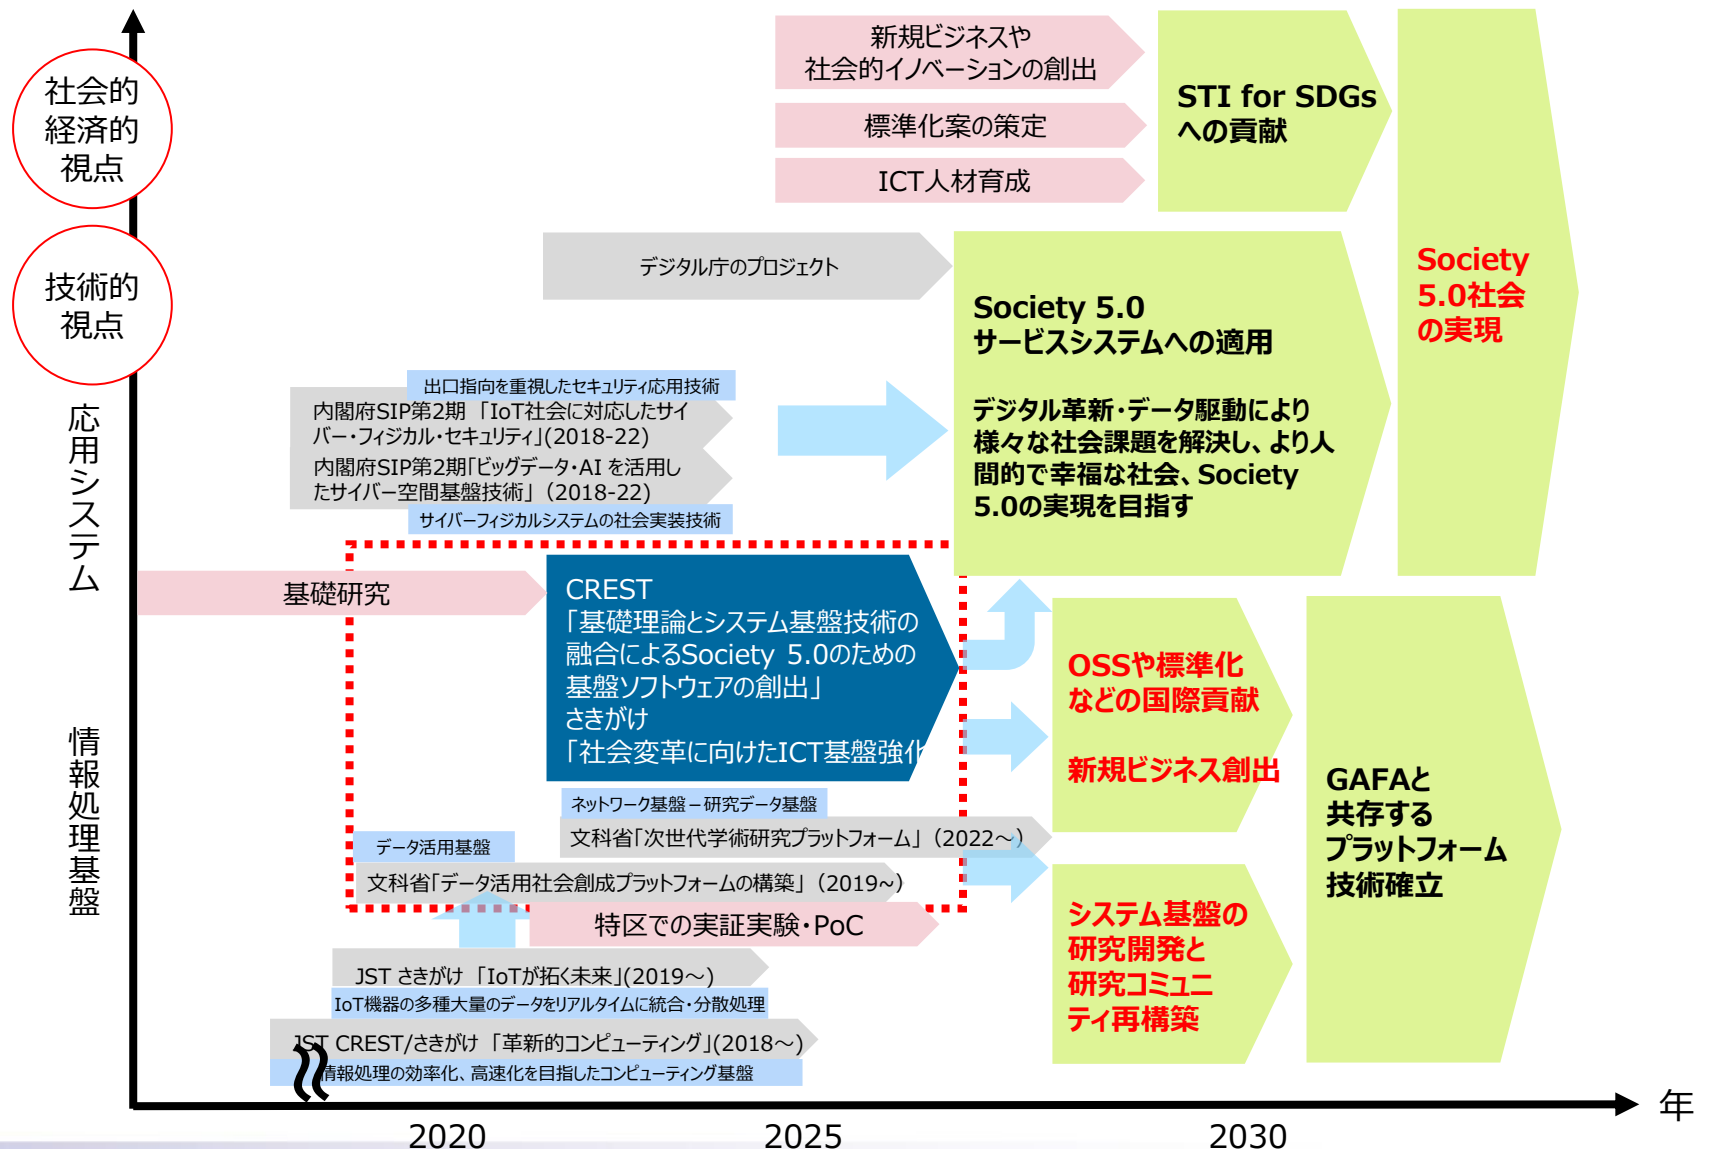 社会的
経済的
視点
技術的
視点
応用システム
情報処理基盤
新規ビジネスや
社会的イノベーションの創出
標準化案の策定
ICT人材育成
STI for SDGs
への貢献
Society
5.0社会
の実現
デジタル庁のプロジェクト
Society 5.0
サービスシステムへの適用
デジタル革新・データ駆動により
様々な社会課題を解決し、より人
間的で幸福な社会、Society
5.0の実現を目指す
出口指向を重視したセキュリティ応用技術
内閣府SIP第2期 「IoT社会に対応したサイ
バー・フィジカル・セキュリティ」(2018-22)
内閣府SIP第2期「ビッグデータ・AI を活用し
たサイバー空間基盤技術」（2018-22)
サイバーフィジカルシステムの社会実装技術
基礎研究
CREST
「基礎理論とシステム基盤技術の
融合によるSociety 5.0のための
基盤ソフトウェアの創出」
さきがけ
「社会変革に向けたICT基盤強化
OSSや標準化
などの国際貢献
新規ビジネス創出
GAFAと
共存する
プラットフォーム
技術確立
ネットワーク基盤－研究データ基盤
文科省「次世代学術研究プラットフォーム」（2022～）
データ活用基盤
文科省「データ活用社会創成プラットフォームの構築」（2019~)
特区での実証実験・PoC
システム基盤の
研究開発と
研究コミュニ
ティ再構築
JST さきがけ 「IoTが拓く未来」(2019～)
IoT機器の多種大量のデータをリアルタイムに統合・分散処理
JST CREST/さきがけ 「革新的コンピューティング」(2018～)
情報処理の効率化、高速化を目指したコンピューティング基盤
年
2020
2025
2030